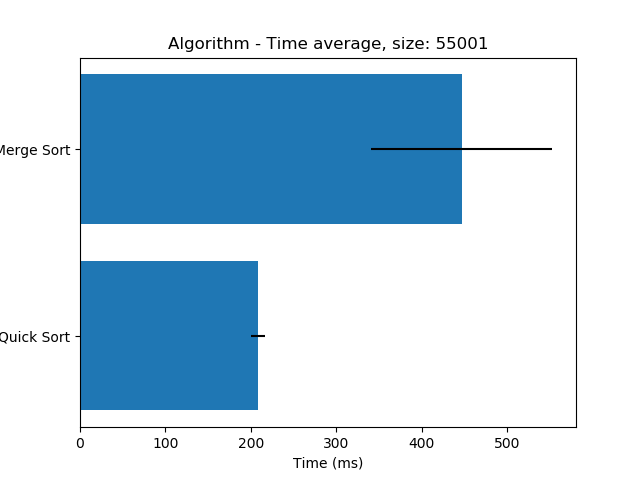 Algorithm - Time average, size: 55001
Merge Sort
Quick Sort
0 100 200 300 400 500
Time (ms)